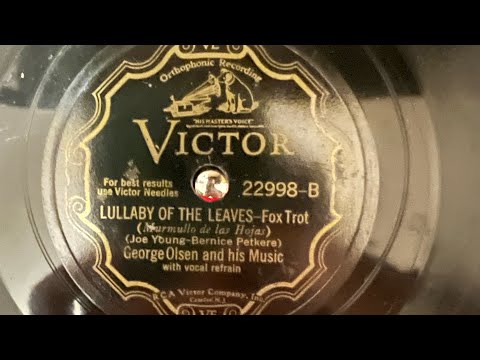 VE
Orthophonic Recording
"HIS MASTER'S VOICE"
VICTOR
For best results
use Victor Needles
22998-B
LULLABY OF THE LEAVES—Fox Trot
(Murmullo de las Hojas)
(Joe Young-Bernice Petkere)
George Olsen and his Music
with vocal refrain
RCA Victor Company, Inc.
Camden, N.J.
VE